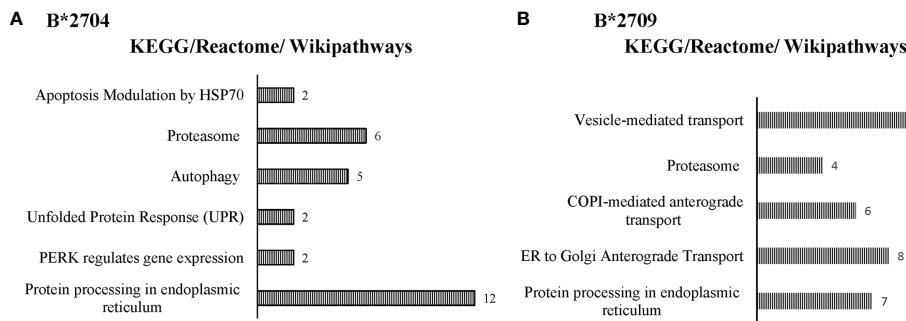 A B*2704
KEGG/Reactome/ Wikipathways
Apoptosis Modulation by HSP70 2
Proteasome 6
Autophagy 5
Unfolded Protein Response (UPR) 2
PERK regulates gene expression 2
Protein processing in endoplasmic
reticulum 12
B B*2709
KEGG/Reactome/ Wikipathways
Vesicle-mediated transport
Proteasome 4
COPI-mediated anterograde
transport 6
ER to Golgi Anterograde Transport 8
Protein processing in endoplasmic
reticulum 7